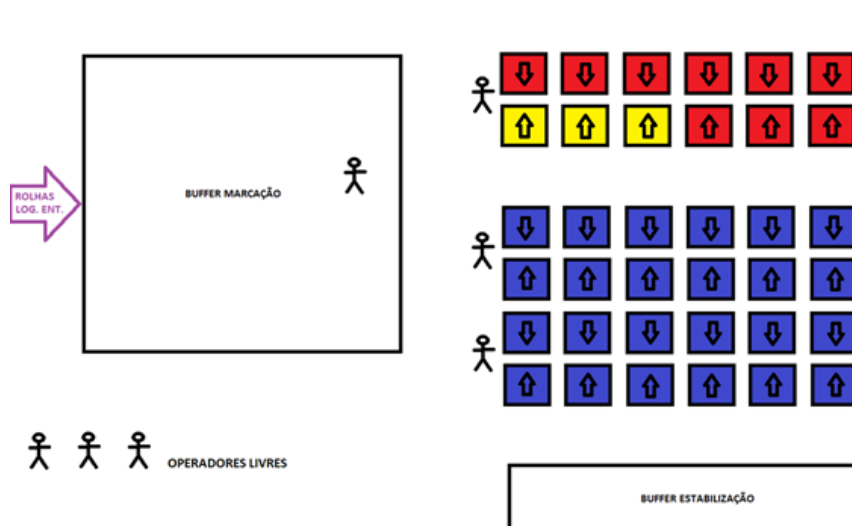 ROLHAS
LOG. ENT.
BUFFER MARCAÇÃO
OPERADORES LIVRES
BUFFER ESTABILIZAÇÃO